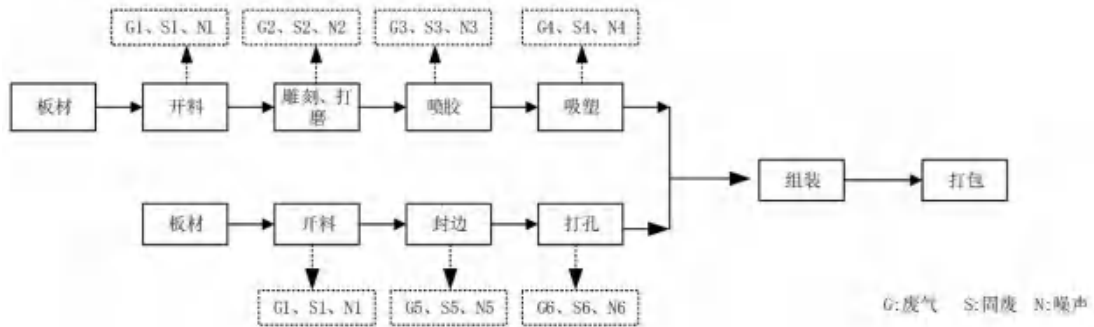 G1、S1、N1
G2、S2、N2
G3、S3、N3
G4、S4、N4
板材
开料
雕刻、打
磨
喷胶
吸塑
组装
打包
板材
开料
封边
打孔
G1、S1、N1
G5、S5、N5
G6、S6、N6
G:废气 S:固废 N:噪声